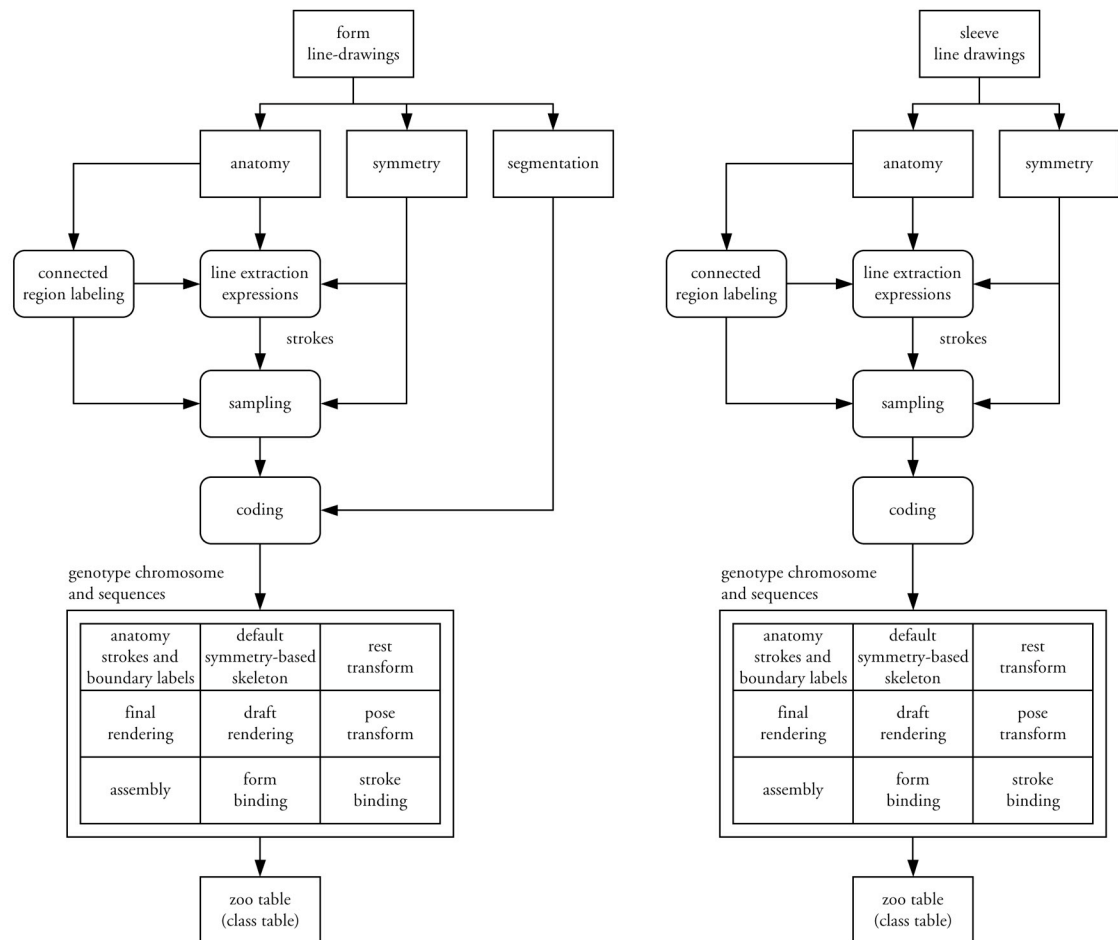 form
line-drawings
anatomy
symmetry
segmentation
connected
region labeling
line extraction
expressions
strokes
sampling
coding
genotype chromosome
and sequences
anatomy
strokes and
boundary labels
default
symmetry-based
skeleton
rest
transform
final
rendering
draft
rendering
pose
transform
assembly
form
binding
stroke
binding
zoo table
(class table)
sleeve
line drawings
anatomy
symmetry
connected
region labeling
line extraction
expressions
strokes
sampling
coding
genotype chromosome
and sequences
anatomy
strokes and
boundary labels
default
symmetry-based
skeleton
rest
transform
final
rendering
draft
rendering
pose
transform
assembly
form
binding
stroke
binding
zoo table
(class table)